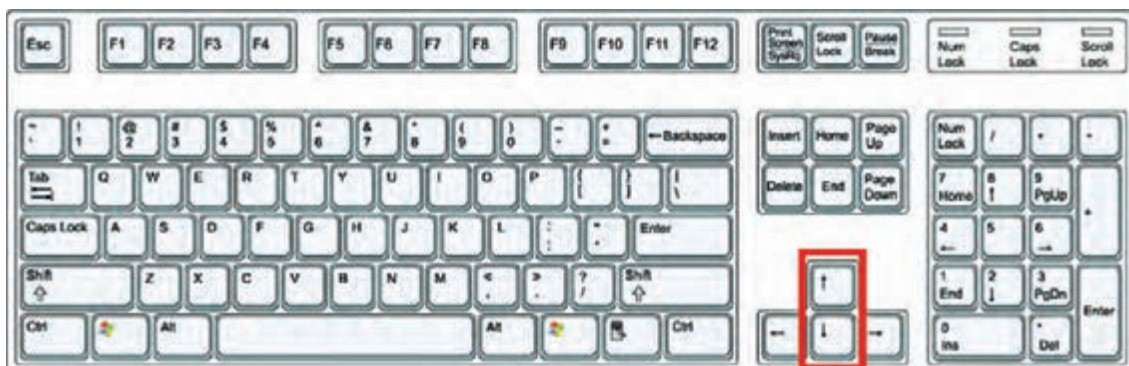 Esc F1 F2 F3 F4 F5 F6 F7 F8 F9 F10 F11 F12 Print Screen SysRq Scroll Lock Pause Break Num Lock Caps Lock Scroll Lock
~ ` ! 1 @ 2 # 3 $ 4 % 5 ^ 6 & 7 * 8 ( 9 ) 0 + = ←Backspace Insert Home Page Up Num Lock / -
Tab Q W E R T Y U I O P { [ } ] | \ Delete End Page Down 7 Home 8 ↑ 9 PgUp +
Caps Lock A S D F G H J K L : ; Enter 4 ← 5 6 →
Shift Z X C V B N M < , > . ? / Shift ↑ 1 End 2 ↓ 3 PgDn Enter
Ctrl Alt Alt Ctrl ← ↓ → 0 Ins . Del